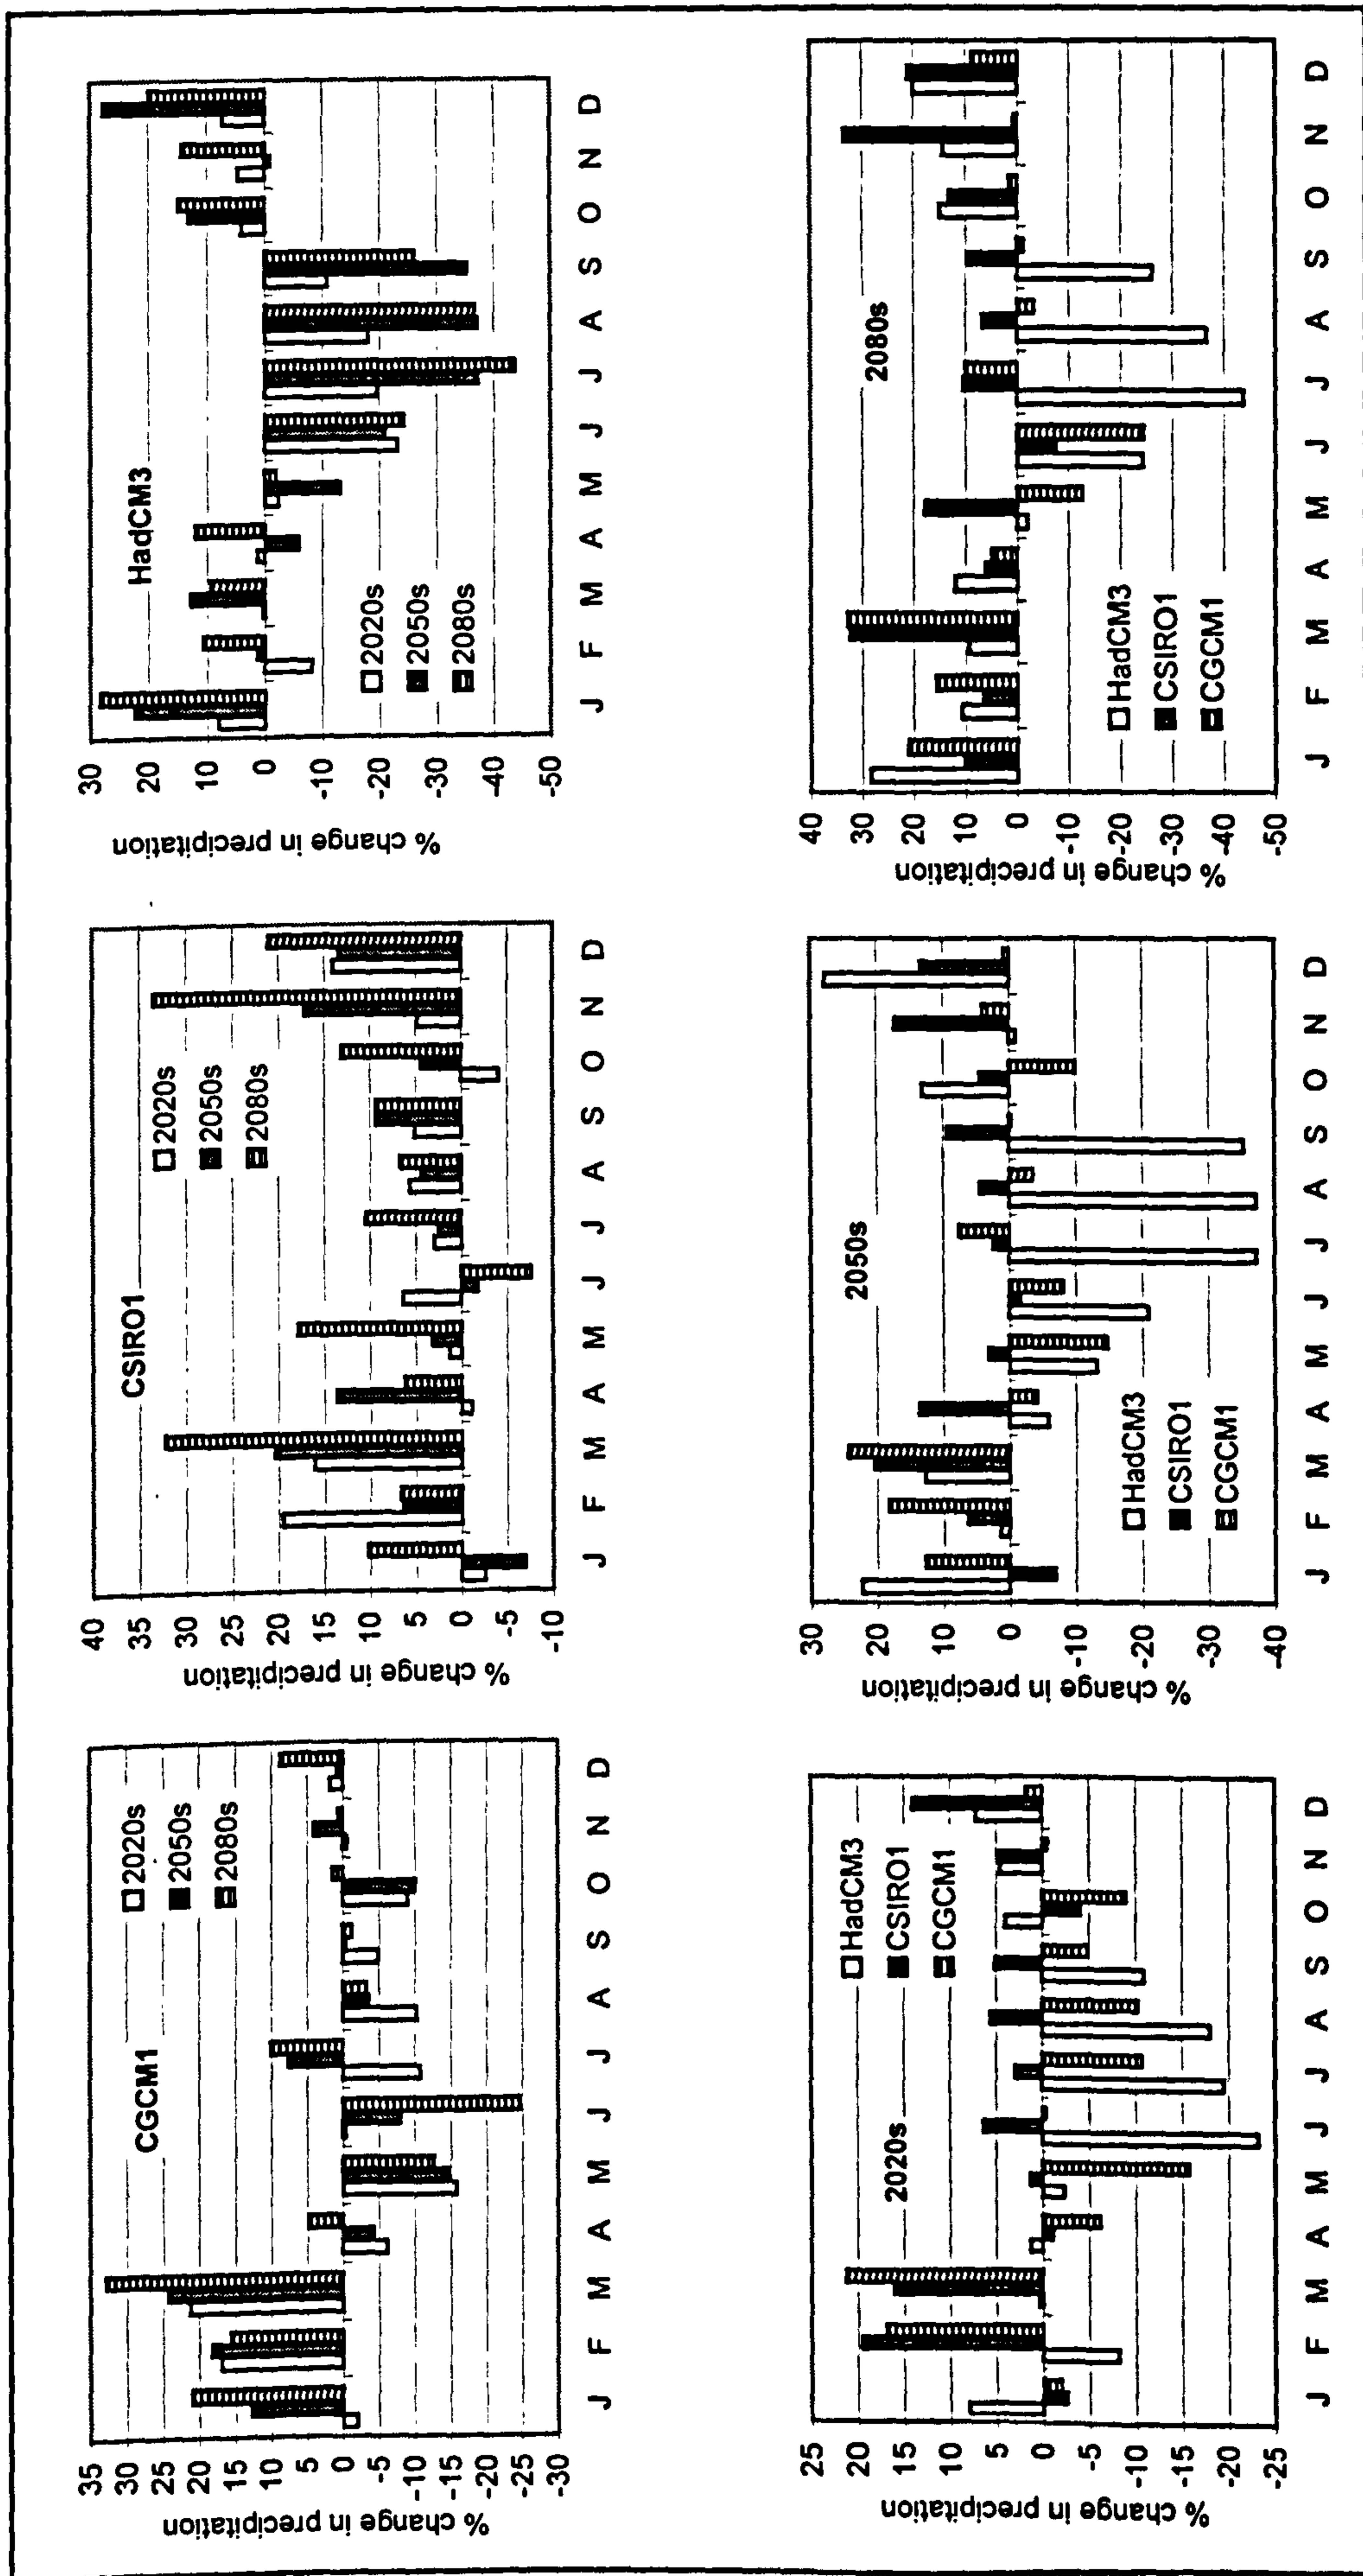 % change in precipitation
35
30
25
20
15
10
5
0
-5
-10
-15
-20
-25
-30
CGCM1
2020s
2050s
2080s
J F M A M J J A S O N D
% change in precipitation
40
35
30
25
20
15
10
5
0
-5
-10
CSIRO1
2020s
2050s
2080s
J F M A M J J A S O N D
% change in precipitation
30
20
10
0
-10
-20
-30
-40
-50
HadCM3
2020s
2050s
2080s
J F M A M J J A S O N D
% change in precipitation
25
20
15
10
5
0
-5
-10
-15
-20
-25
2020s
HadCM3
CSIRO1
CGCM1
J F M A M J J A S O N D
% change in precipitation
30
20
10
0
-10
-20
-30
-40
2050s
HadCM3
CSIRO1
CGCM1
J F M A M J J A S O N D
% change in precipitation
40
30
20
10
0
-10
-20
-30
-40
-50
2080s
HadCM3
CSIRO1
CGCM1
J F M A M J J A S O N D